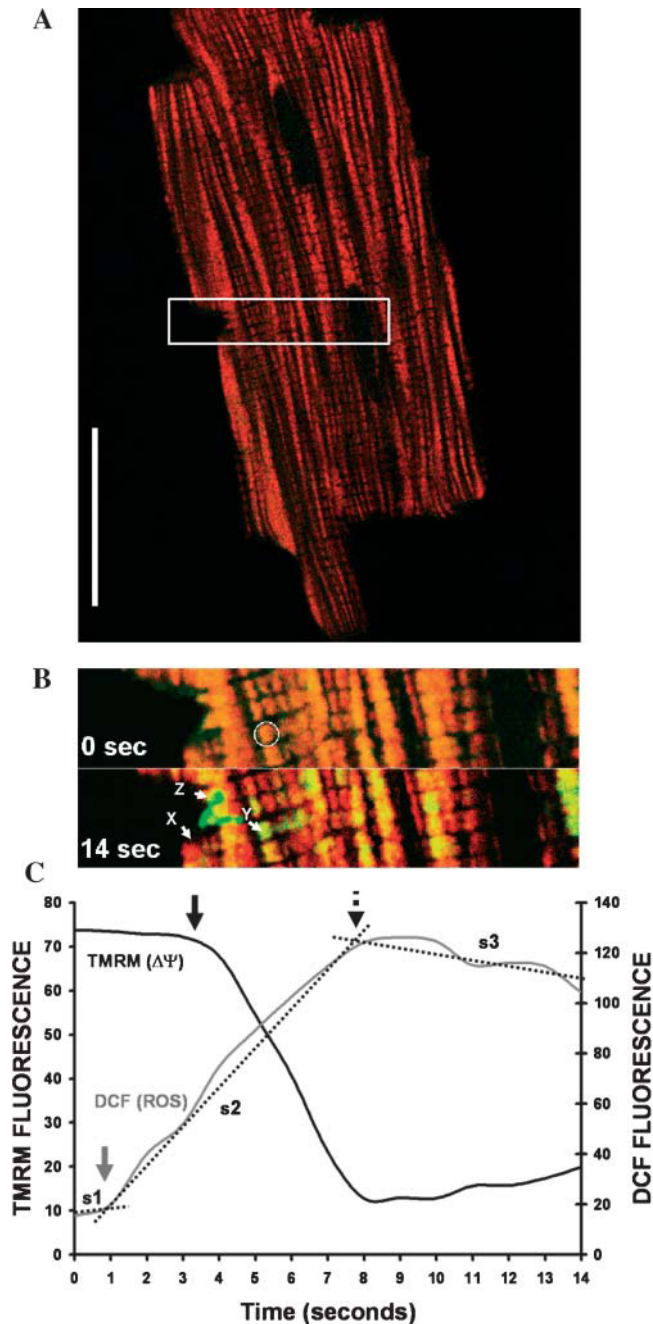 A
B
0 sec
Z
X
Y
14 sec
C
80
70
60
50
40
30
20
10
0
TMRM FLUORESCENCE
TMRM (ΔΨ)
DCF (ROS)
s1
s2
s3
140
120
100
80
60
40
20
0
DCF FLUORESCENCE
0 1 2 3 4 5 6 7 8 9 10 11 12 13 14
Time (seconds)